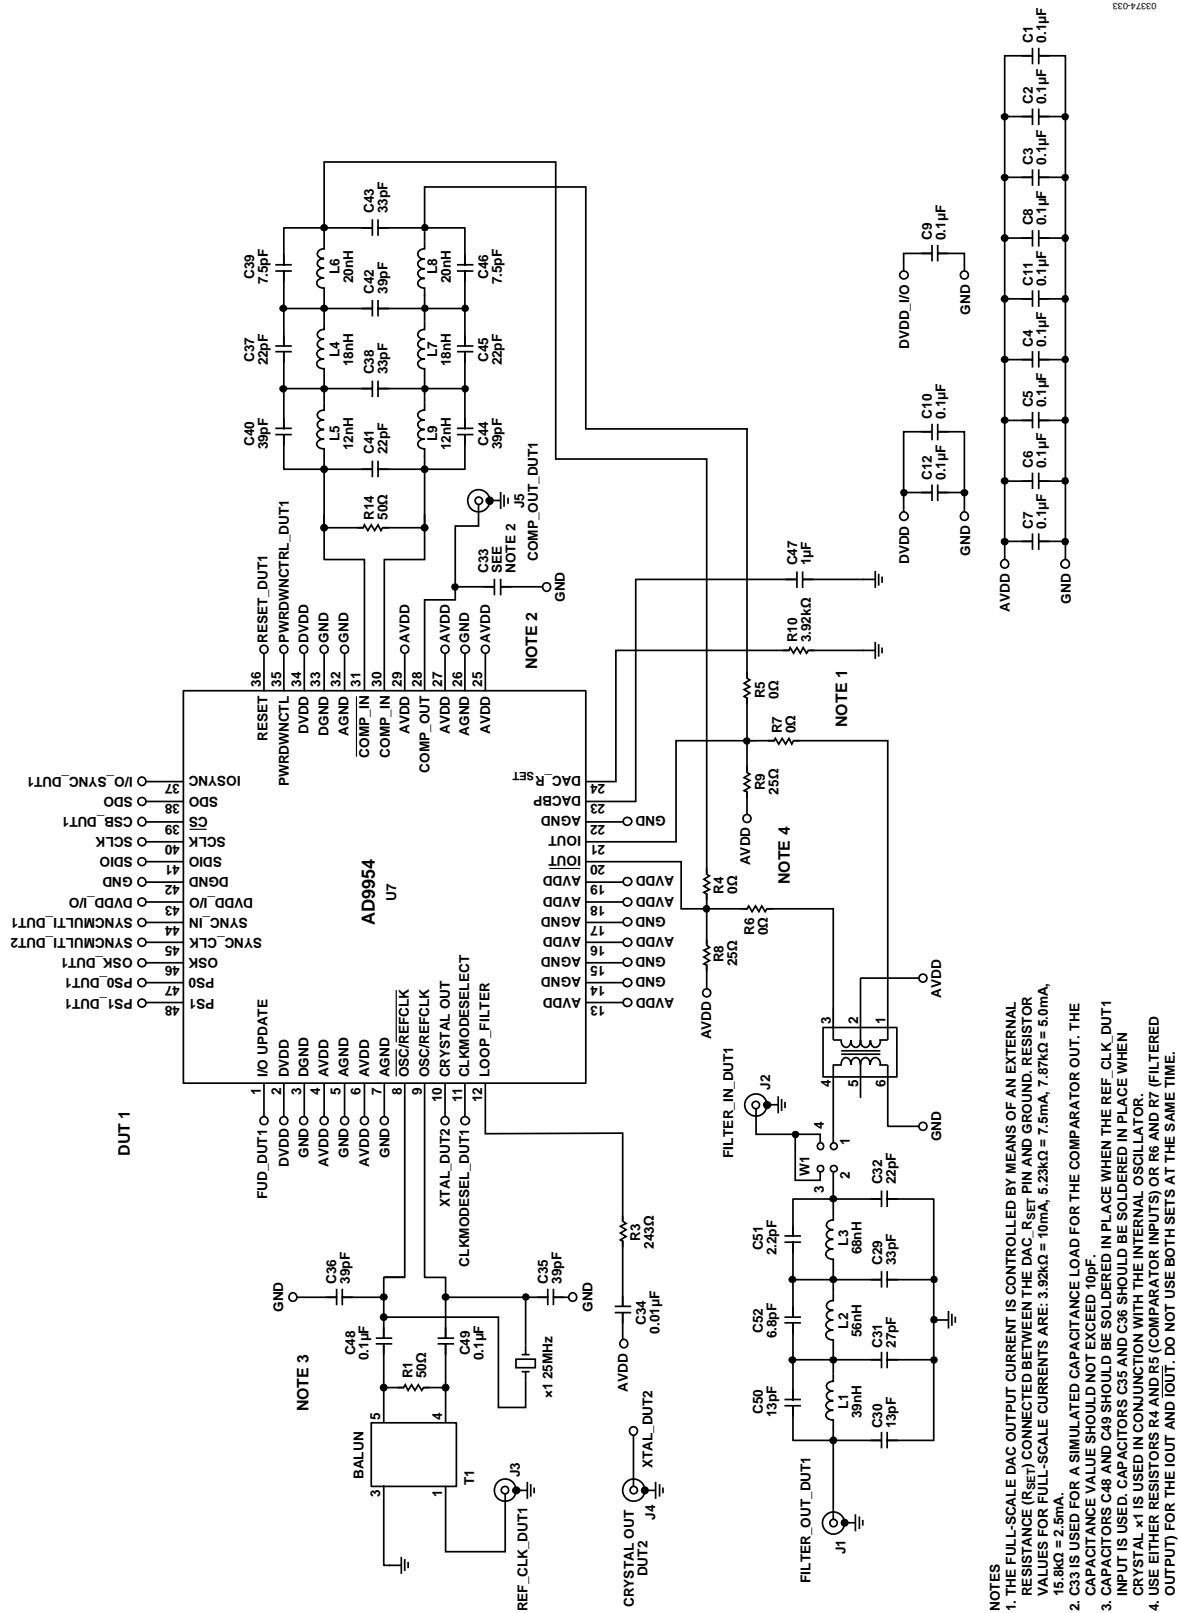 03374-033
DUT 1
AD9954
U7
I/O UPDATE
1
FUD_DUT1
DVDD
2
DVDD
DGND
3
GND
AVDD
4
AVDD
AGND
5
GND
AVDD
6
AVDD
AGND
7
GND
OSC/REFCLK
8
OSC/REFCLK
9
CRYSTAL OUT
10
XTAL_DUT2
CLKMODESELECT
11
CLKMODESEL_DUT1
LOOP_FILTER
12
AVDD
13
AVDD
AGND
14
GND
AGND
15
GND
AVDD
16
AVDD
AGND
17
GND
AVDD
18
AVDD
AVDD
19
AVDD
IOUT
20
IOUT
21
AGND
22
GND
DACBP
23
DAC_RSET
24
AVDD
25
AVDD
AGND
26
GND
AVDD
27
AVDD
COMP_OUT
28
AVDD
29
AVDD
COMP_IN
30
COMP_IN
31
AGND
32
GND
DGND
33
GND
DVDD
34
DVDD
PWRDWNCTL
35
PWRDWNCTRL_DUT1
RESET
36
RESET_DUT1
IOSYNC
37
I/O_SYNC_DUT1
SDO
38
SDO
CS
39
CSB_DUT1
SCLK
40
SCLK
SDIO
41
SDIO
DGND
42
GND
DVDD_I/O
43
DVDD_I/O
SYNC_IN
44
SYNCMULTI_DUT1
SYNC_CLK
45
SYNCMULTI_DUT2
OSK
46
OSK_DUT1
PS0
47
PS0_DUT1
PS1
48
PS1_DUT1
C40
39pF
C37
22pF
C39
7.5pF
L5
12nH
L4
18nH
L6
20nH
C41
22pF
C38
33pF
C42
39pF
C43
33pF
L9
12nH
L7
18nH
L8
20nH
C44
39pF
C45
22pF
C46
7.5pF
R14
50Ω
J5
COMP_OUT_DUT1
C33
SEE
NOTE 2
GND
NOTE 2
C47
1µF
R10
3.92kΩ
NOTE 1
R5
0Ω
R7
0Ω
R9
25Ω
AVDD
NOTE 4
R4
0Ω
R6
0Ω
R8
25Ω
AVDD
3
2
1
4
5
6
AVDD
GND
FILTER_IN_DUT1
J2
W1
4
1
3
2
C50
13pF
C52
6.8pF
C51
2.2pF
L1
39nH
L2
56nH
L3
68nH
C30
13pF
C31
27pF
C29
33pF
C32
22pF
FILTER_OUT_DUT1
J1
NOTE 3
GND
C36
39pF
C48
0.1µF
R1
50Ω
C49
0.1µF
C35
39pF
GND
×1 25MHz
BALUN
T1
5
4
3
1
J3
REF_CLK_DUT1
R3
243Ω
C34
0.01µF
AVDD
XTAL_DUT2
J4
CRYSTAL OUT
DUT2
DVDD_I/O
GND
C9
0.1µF
DVDD
GND
C12
0.1µF
C10
0.1µF
AVDD
GND
C7
0.1µF
C6
0.1µF
C5
0.1µF
C4
0.1µF
C11
0.1µF
C8
0.1µF
C3
0.1µF
C2
0.1µF
C1
0.1µF
NOTES
1. THE FULL-SCALE DAC OUTPUT CURRENT IS CONTROLLED BY MEANS OF AN EXTERNAL
RESISTANCE (RSET) CONNECTED BETWEEN THE DAC_RSET PIN AND GROUND. RESISTOR
VALUES FOR FULL-SCALE CURRENTS ARE: 3.92kΩ = 10mA, 5.23kΩ = 7.5mA, 7.87kΩ = 5.0mA,
15.8kΩ = 2.5mA.
2. C33 IS USED FOR A SIMULATED CAPACITANCE LOAD FOR THE COMPARATOR OUT. THE
CAPACITANCE VALUE SHOULD NOT EXCEED 10pF.
3. CAPACITORS C48 AND C49 SHOULD BE SOLDERED IN PLACE WHEN THE REF_CLK_DUT1
INPUT IS USED. CAPACITORS C35 AND C36 SHOULD BE SOLDERED IN PLACE WHEN
CRYSTAL ×1 IS USED IN CONJUNCTION WITH THE INTERNAL OSCILLATOR.
4. USE EITHER RESISTORS R4 AND R5 (COMPARATOR INPUTS) OR R6 AND R7 (FILTERED
OUTPUT) FOR THE IOUT AND IOUT. DO NOT USE BOTH SETS AT THE SAME TIME.